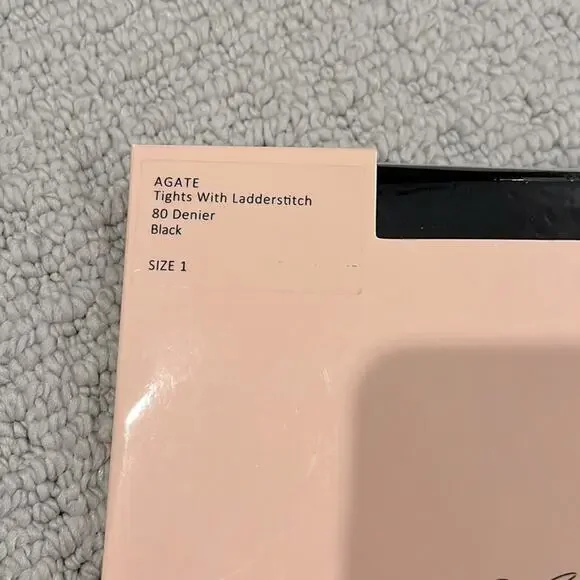 AGATE
Tights With Ladderstitch
80 Denier
Black
SIZE 1